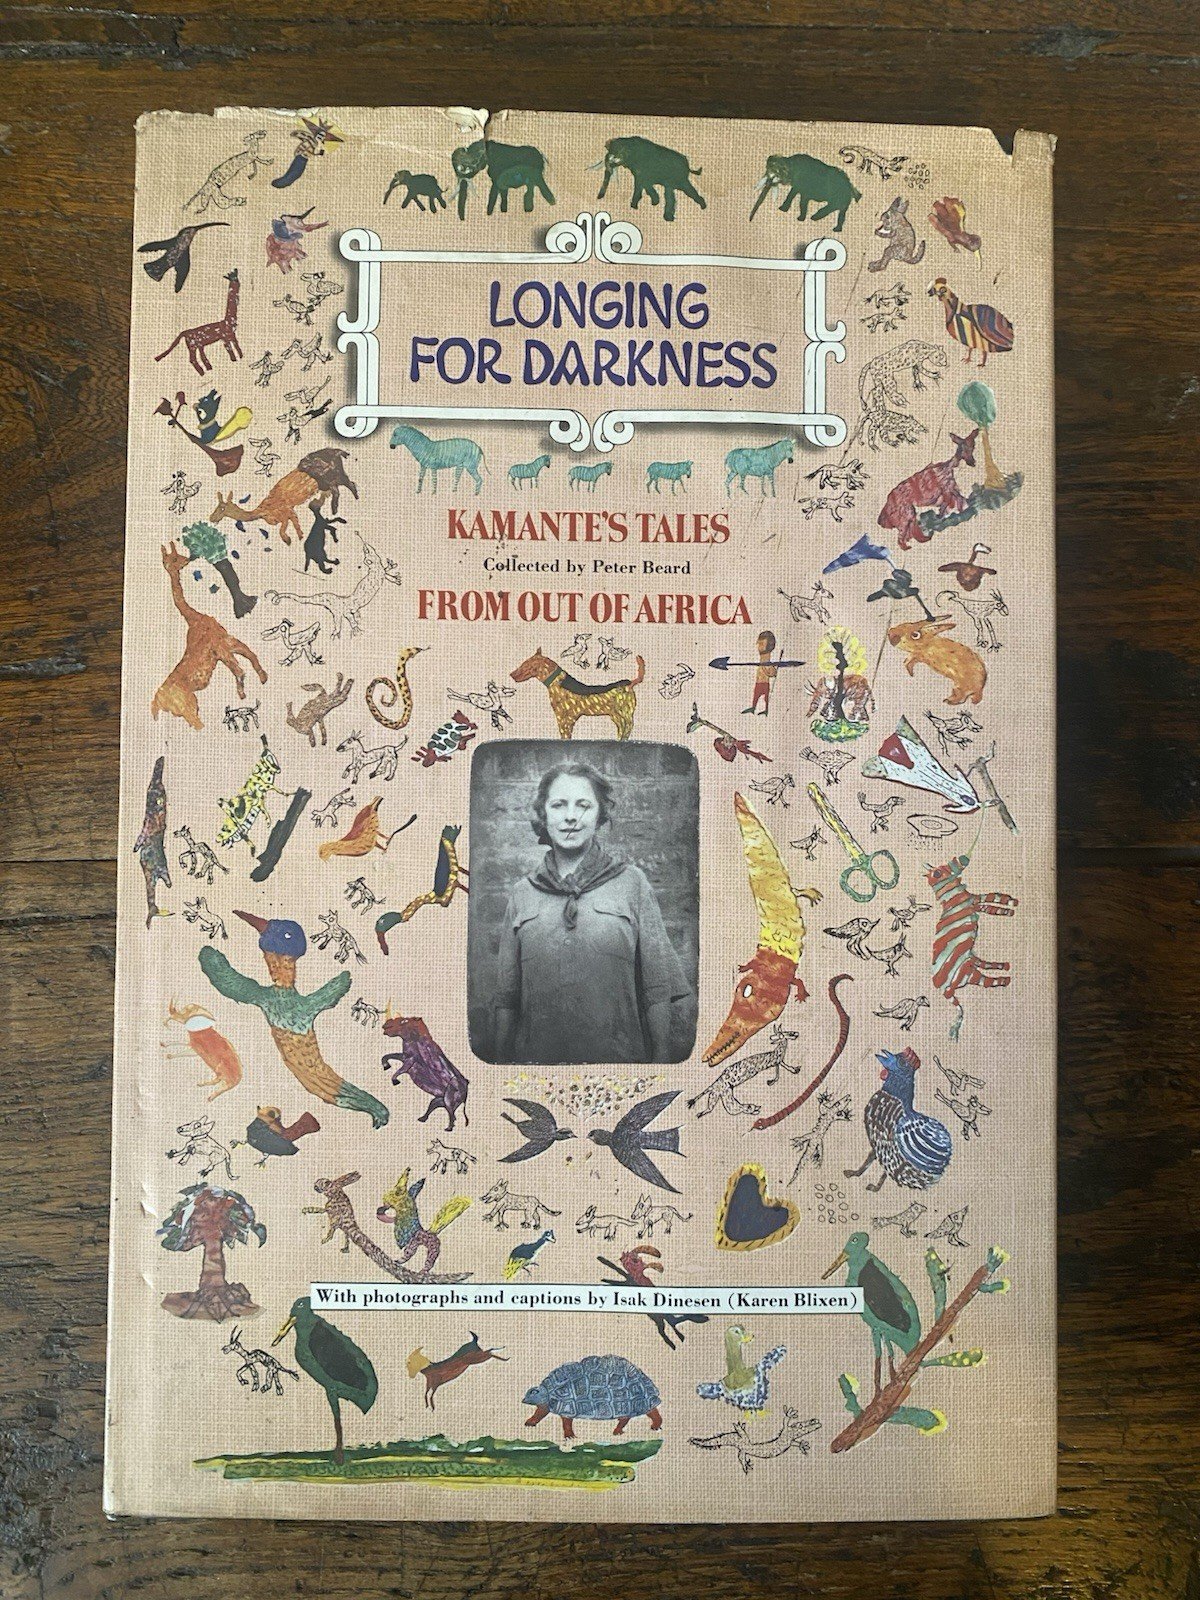 LONGING
FOR DARKNESS
KAMANTE'S TALES
Collected by Peter Beard
FROM OUT OF AFRICA
With photographs and captions by Isak Dinesen (Karen Blixen)